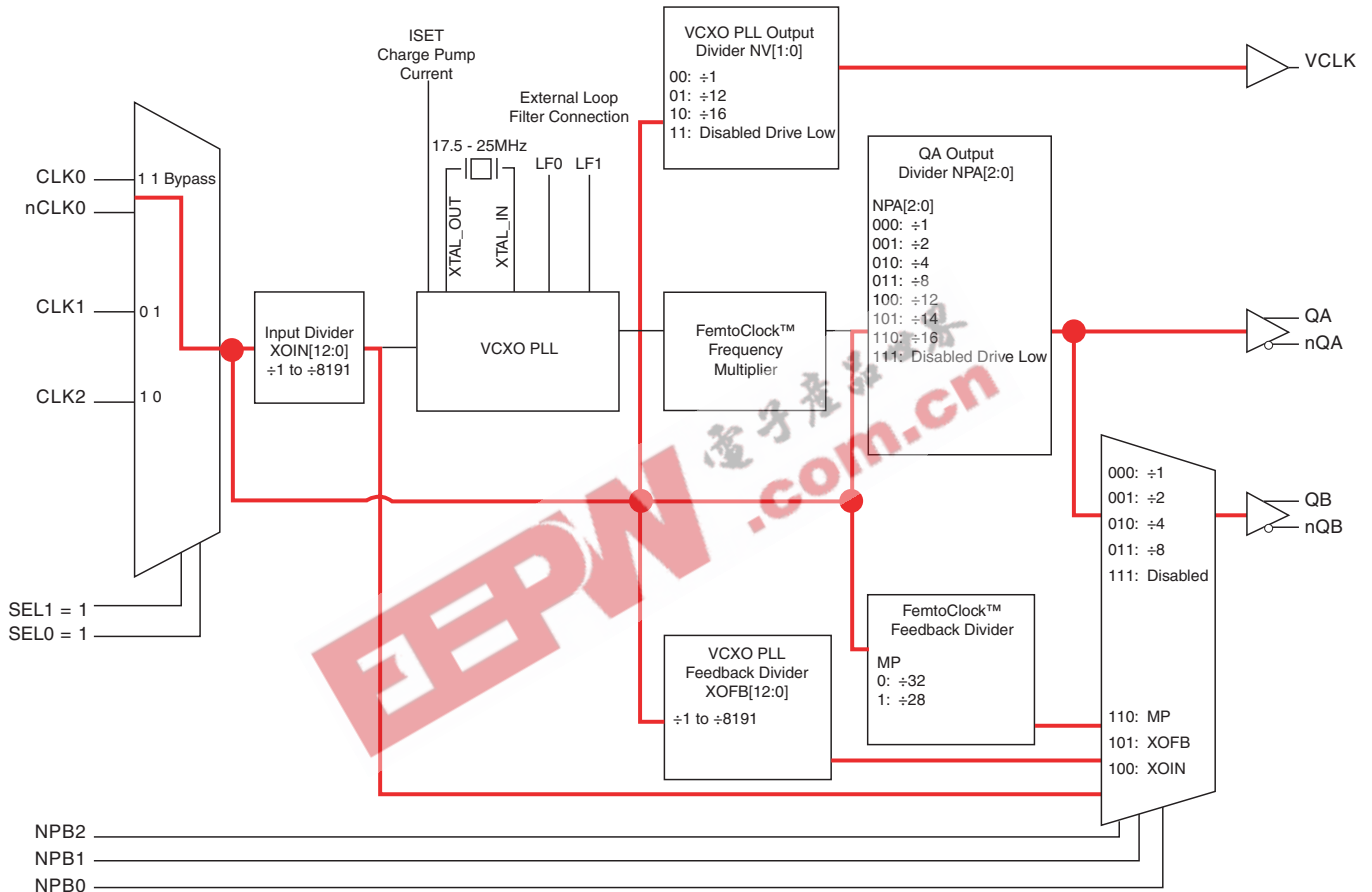 ISET
Charge Pump
Current
External Loop
Filter Connection
17.5 - 25MHz
LF0 LF1
XTAL_OUT
XTAL_IN
VCXO PLL Output
Divider NV[1:0]
00: ÷1
01: ÷12
10: ÷16
11: Disabled Drive Low
VCLK
CLK0
nCLK0
CLK1
CLK2
1 1 Bypass
0 1
1 0
SEL1 = 1
SEL0 = 1
Input Divider
XOIN[12:0]
÷1 to ÷8191
VCXO PLL
FemtoClock™
Frequency
Multiplier
QA Output
Divider NPA[2:0]
NPA[2:0]
000: ÷1
001: ÷2
010: ÷4
011: ÷8
100: ÷12
101: ÷14
110: ÷16
111: Disabled Drive Low
QA
nQA
000: ÷1
001: ÷2
010: ÷4
011: ÷8
111: Disabled
110: MP
101: XOFB
100: XOIN
QB
nQB
FemtoClock™
Feedback Divider
MP
0: ÷32
1: ÷28
VCXO PLL
Feedback Divider
XOFB[12:0]
÷1 to ÷8191
NPB2
NPB1
NPB0
EEPW
電子產品世界
.com.cn